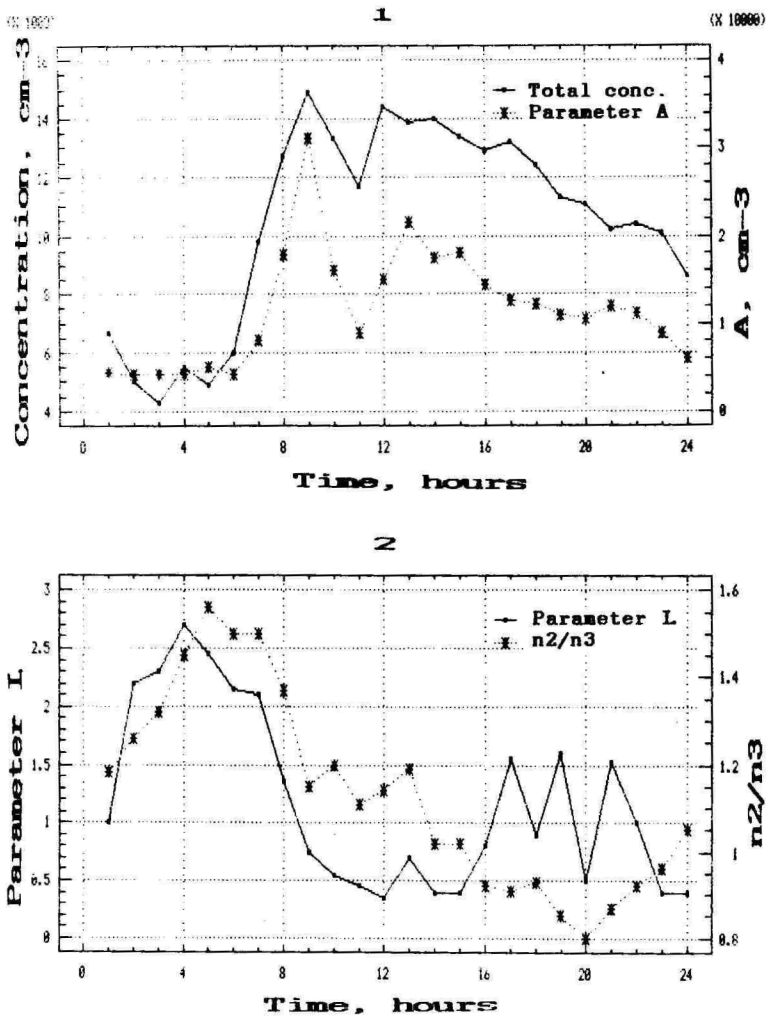 1
(X 1000)
(X 10000)
Concentration, cm-3
16
14
12
10
8
6
4
Total conc.
Parameter A
4
3
2
1
0
A, cm-3
0 4 8 12 16 20 24
Time, hours
2
Parameter L
3
2.5
2
1.5
1
0.5
0
Parameter L
n2/n3
1.6
1.4
1.2
1
0.8
n2/n3
0 4 8 12 16 20 24
Time, hours